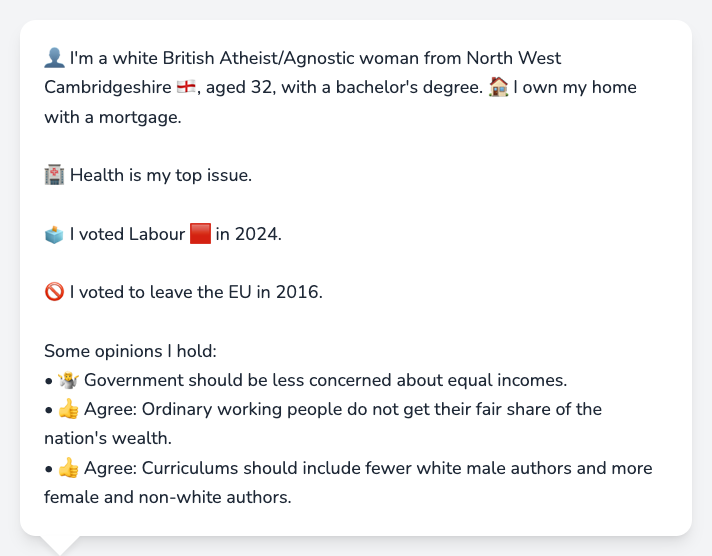 👤 I'm a white British Atheist/Agnostic woman from North West
Cambridgeshire 🏴󠁧󠁢󠁥󠁮󠁧󠁿, aged 32, with a bachelor's degree. 🏠 I own my home
with a mortgage.
🏥 Health is my top issue.
🗳️ I voted Labour 🟥 in 2024.
🚫 I voted to leave the EU in 2016.
Some opinions I hold:
• 🤷 Government should be less concerned about equal incomes.
• 👍 Agree: Ordinary working people do not get their fair share of the
nation's wealth.
• 👍 Agree: Curriculums should include fewer white male authors and more
female and non-white authors.